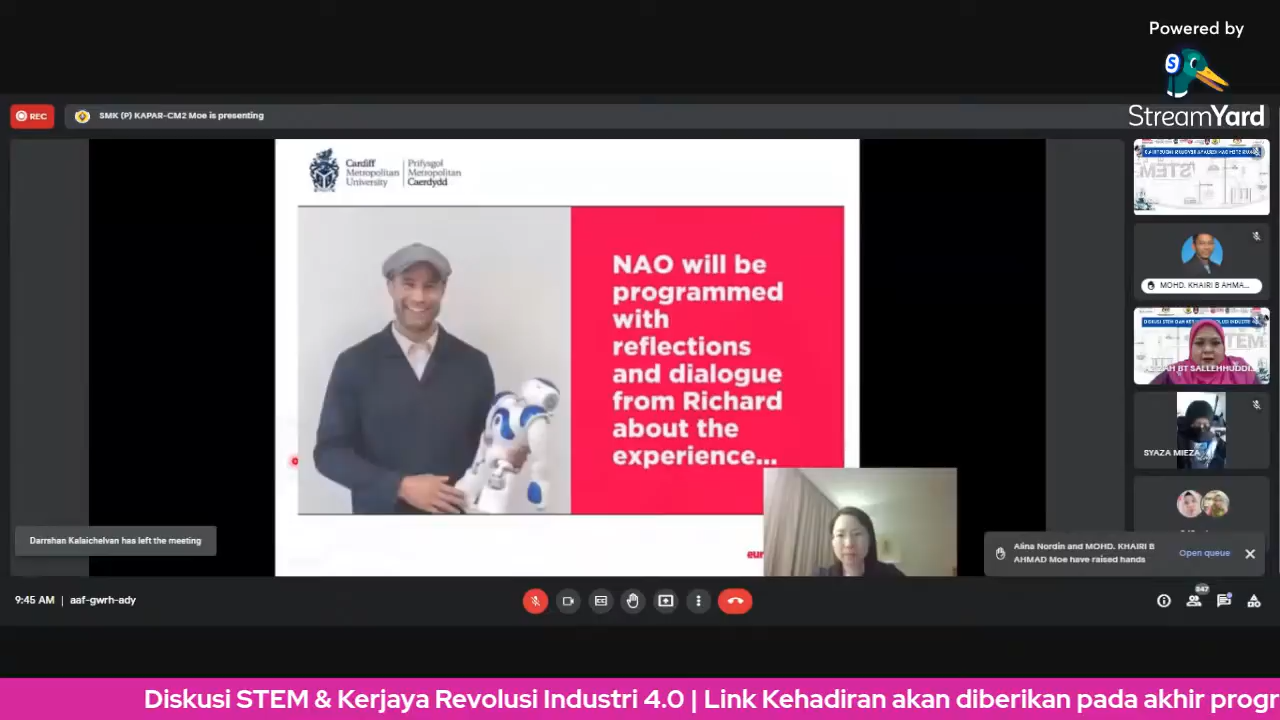 Powered by
StreamYard
REC
SMK (P) KAPAR-CM2 Moe is presenting
Cardiff
Metropolitan
University
Prifysgol
Metropolitan
Caerdydd
NAO will be
programmed
with
reflections
and dialogue
from Richard
about the
experience...
STEM
MOHD. KHAIRI B AHMA...
SYAZA MIEZA
Darrshan Kalaichelvan has left the meeting
Alina Nordin and MOHD. KHAIRI B
AHMAD Moe have raised hands
Open queue
9:45 AM | aaf-gwrh-ady
Diskusi STEM & Kerjaya Revolusi Industri 4.0 | Link Kehadiran akan diberikan pada akhir progr